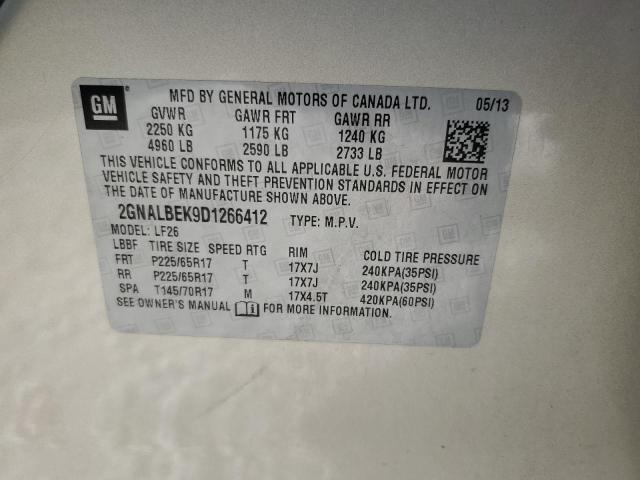 GM MFD BY GENERAL MOTORS OF CANADA LTD. 05/13
GVWR GAWR FRT GAWR RR
2250 KG 1175 KG 1240 KG
4960 LB 2590 LB 2733 LB
THIS VEHICLE CONFORMS TO ALL APPLICABLE U.S. FEDERAL MOTOR
VEHICLE SAFETY AND THEFT PREVENTION STANDARDS IN EFFECT ON
THE DATE OF MANUFACTURE SHOWN ABOVE.
2GNALBEK9D1266412 TYPE: M.P.V.
MODEL: LF26
LBBF TIRE SIZE SPEED RTG RIM COLD TIRE PRESSURE
FRT P225/65R17 T 17X7J 240KPA(35PSI)
RR P225/65R17 T 17X7J 240KPA(35PSI)
SPA T145/70R17 M 17X4.5T 420KPA(60PSI)
SEE OWNER'S MANUAL FOR MORE INFORMATION.